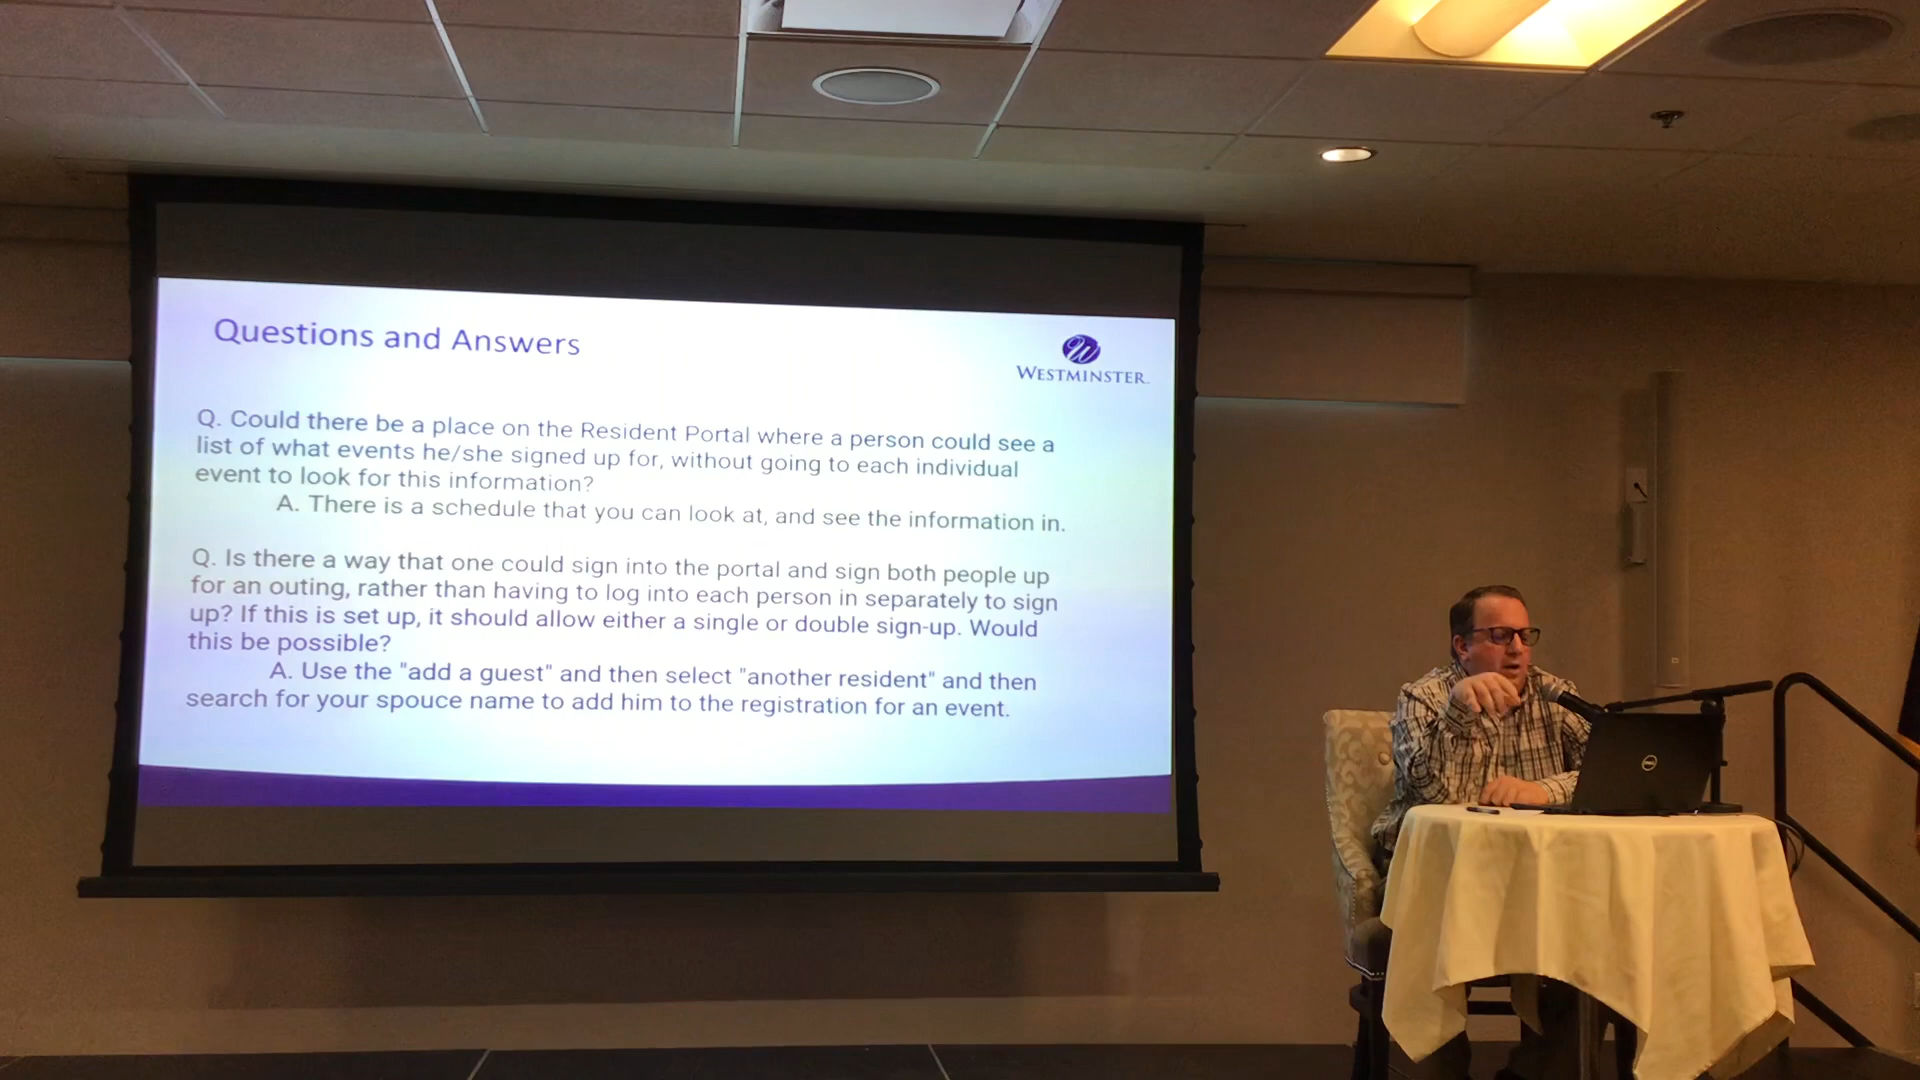 Questions and Answers
W
WESTMINSTER.
Q. Could there be a place on the Resident Portal where a person could see a
list of what events he/she signed up for, without going to each individual
event to look for this information?
A. There is a schedule that you can look at, and see the information in.
Q. Is there a way that one could sign into the portal and sign both people up
for an outing, rather than having to log into each person in separately to sign
up? If this is set up, it should allow either a single or double sign-up. Would
this be possible?
A. Use the "add a guest" and then select "another resident" and then
search for your spouce name to add him to the registration for an event.
DELL